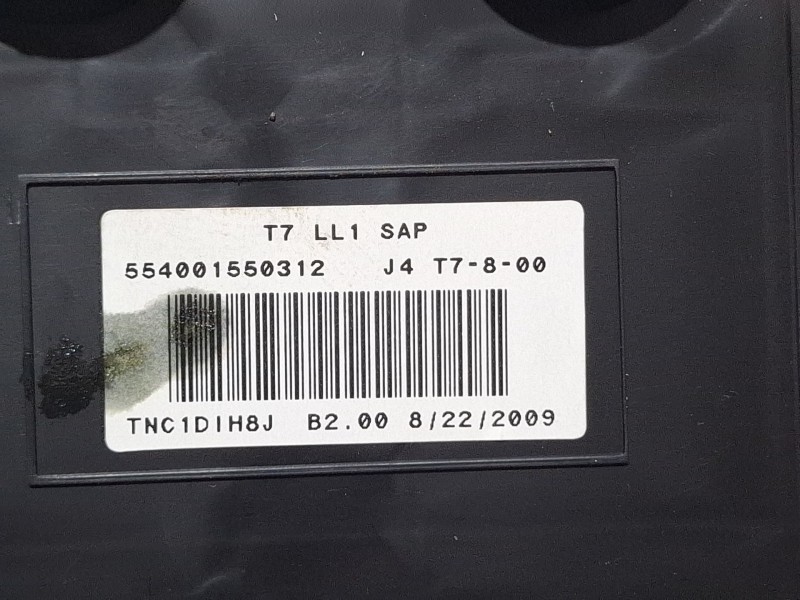 T7 LL1 SAP
554001550312 J4 T7-8-00
TNC1DIH8J B2.00 8/22/2009